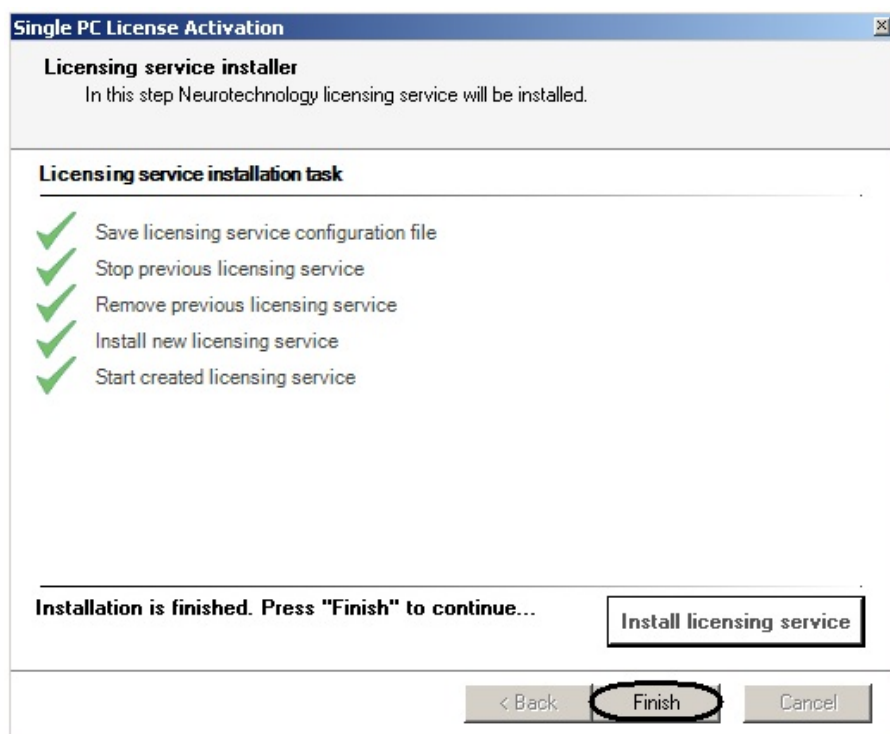 Single PC License Activation
Licensing service installer
In this step Neurotechnology licensing service will be installed.
Licensing service installation task
Save licensing service configuration file
Stop previous licensing service
Remove previous licensing service
Install new licensing service
Start created licensing service
Installation is finished. Press "Finish" to continue...
Install licensing service
< Back
Finish
Cancel